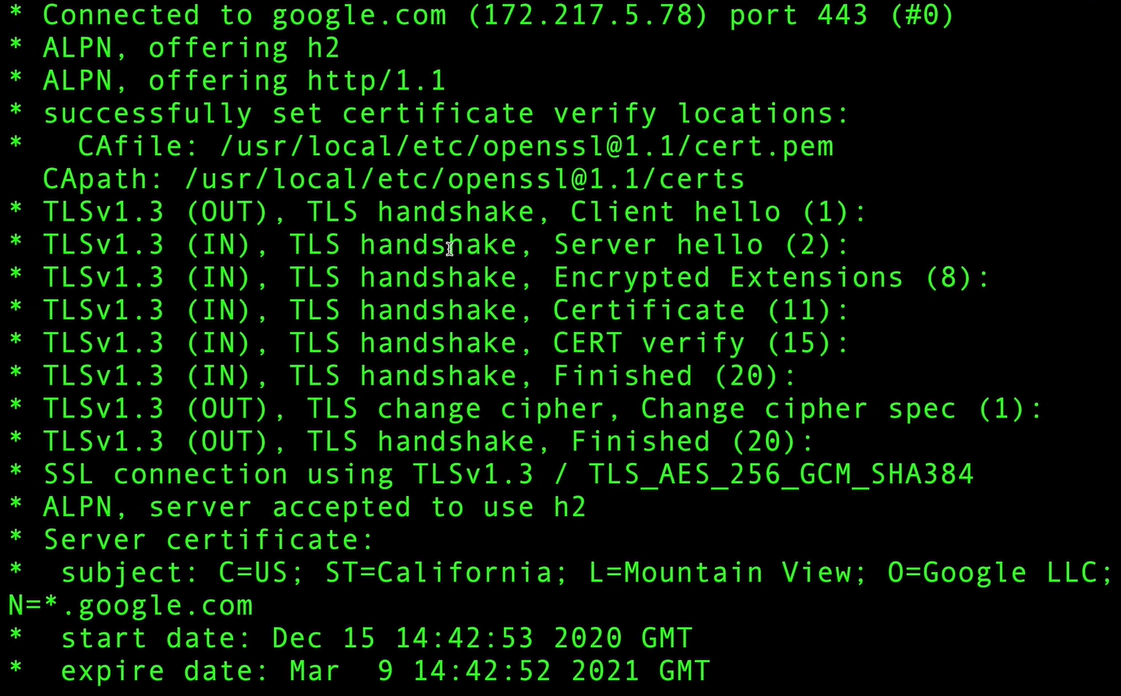 * Connected to google.com (172.217.5.78) port 443 (#0)
* ALPN, offering h2
* ALPN, offering http/1.1
* successfully set certificate verify locations:
*   CAfile: /usr/local/etc/openssl@1.1/cert.pem
  CApath: /usr/local/etc/openssl@1.1/certs
* TLSv1.3 (OUT), TLS handshake, Client hello (1):
* TLSv1.3 (IN), TLS handshake, Server hello (2):
* TLSv1.3 (IN), TLS handshake, Encrypted Extensions (8):
* TLSv1.3 (IN), TLS handshake, Certificate (11):
* TLSv1.3 (IN), TLS handshake, CERT verify (15):
* TLSv1.3 (IN), TLS handshake, Finished (20):
* TLSv1.3 (OUT), TLS change cipher, Change cipher spec (1):
* TLSv1.3 (OUT), TLS handshake, Finished (20):
* SSL connection using TLSv1.3 / TLS_AES_256_GCM_SHA384
* ALPN, server accepted to use h2
* Server certificate:
*  subject: C=US; ST=California; L=Mountain View; O=Google LLC;
N=*.google.com
*  start date: Dec 15 14:42:53 2020 GMT
*  expire date: Mar  9 14:42:52 2021 GMT